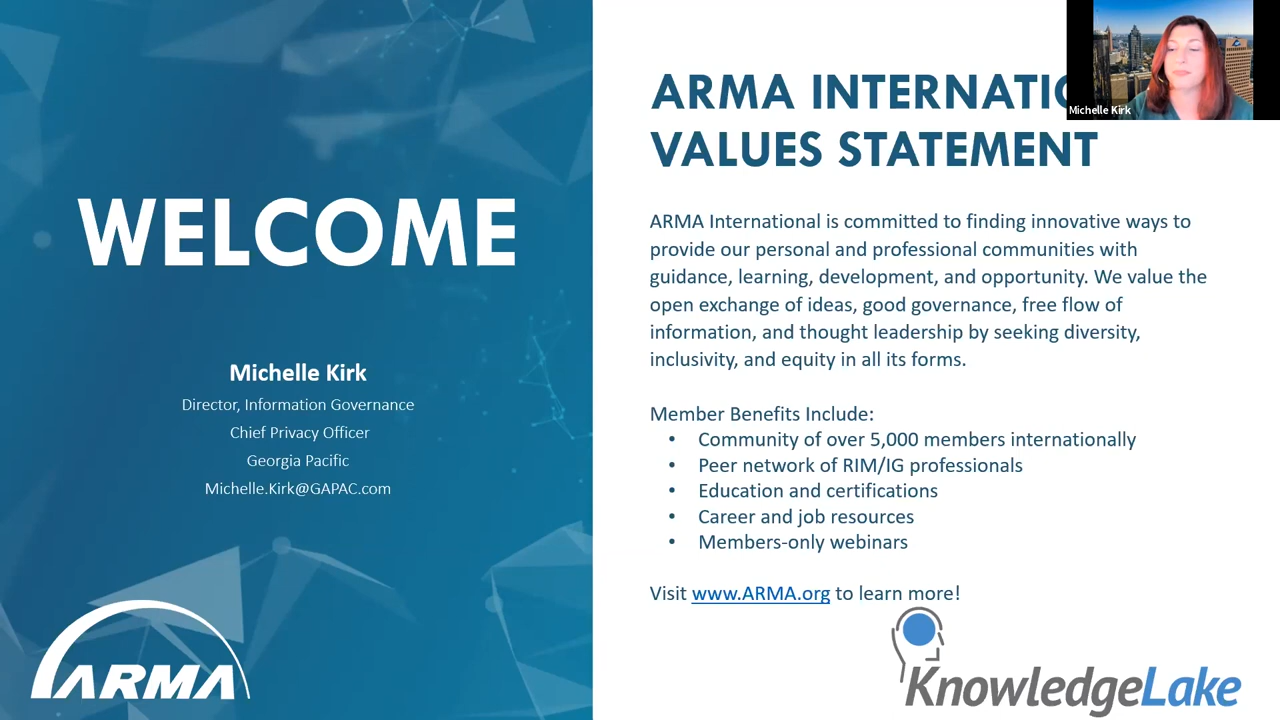 WELCOME
Michelle Kirk
Director, Information Governance
Chief Privacy Officer
Georgia Pacific
Michelle.Kirk@GAPAC.com
ARMA
ARMA INTERNATIO
VALUES STATEMENT
Michelle Kirk
ARMA International is committed to finding innovative ways to
provide our personal and professional communities with
guidance, learning, development, and opportunity. We value the
open exchange of ideas, good governance, free flow of
information, and thought leadership by seeking diversity,
inclusivity, and equity in all its forms.
Member Benefits Include:
• Community of over 5,000 members internationally
• Peer network of RIM/IG professionals
• Education and certifications
• Career and job resources
• Members-only webinars
Visit www.ARMA.org to learn more!
KnowledgeLake